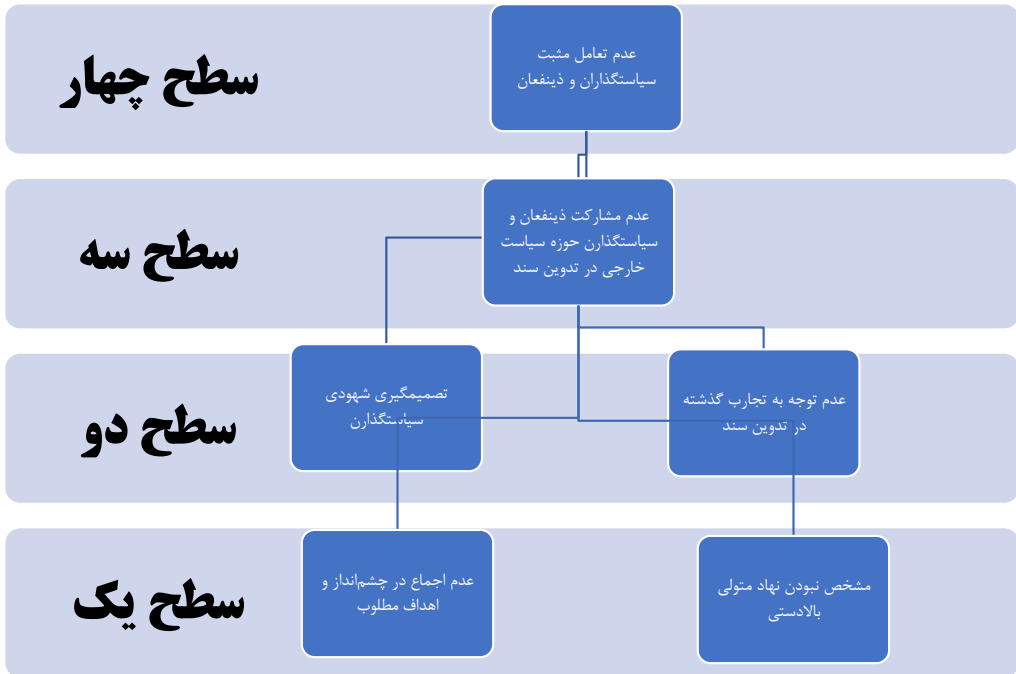 سطح چهار
عدم تعامل مثبت
سیاستگذاران و ذینفعان
سطح سه
عدم مشارکت ذینفعان و
سیاستگذارن حوزه سیاست
خارجی در تدوین سند
سطح دو
عدم توجه به تجارب گذشته
در تدوین سند
تصمیمگیری شهودی
سیاستگذارن
سطح یک
مشخص نبودن نهاد متولی
بالادستی
عدم اجماع در چشم‌انداز و
اهداف مطلوب